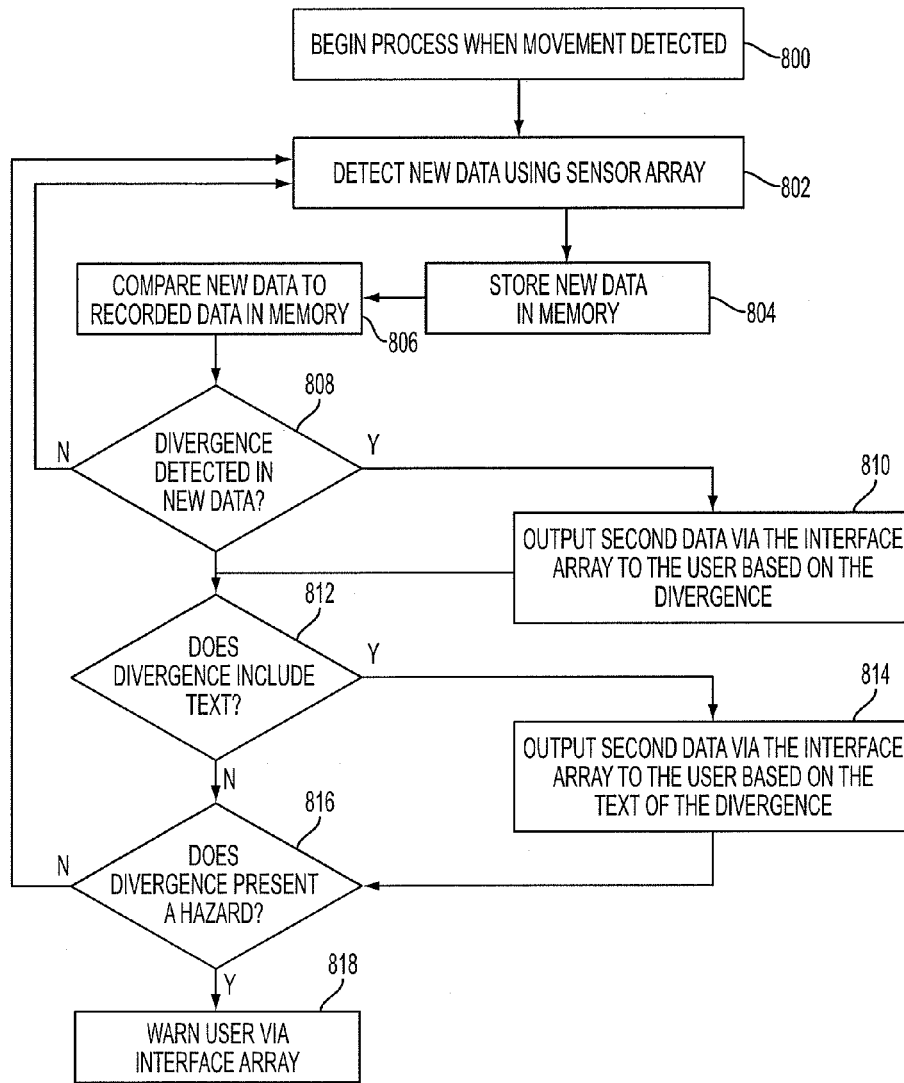 BEGIN PROCESS WHEN MOVEMENT DETECTED
800
DETECT NEW DATA USING SENSOR ARRAY
802
COMPARE NEW DATA TO
RECORDED DATA IN MEMORY
806
STORE NEW DATA
IN MEMORY
804
808
DIVERGENCE
DETECTED IN
NEW DATA?
N
Y
810
OUTPUT SECOND DATA VIA THE INTERFACE
ARRAY TO THE USER BASED ON THE
DIVERGENCE
812
DOES
DIVERGENCE INCLUDE
TEXT?
Y
N
814
OUTPUT SECOND DATA VIA THE INTERFACE
ARRAY TO THE USER BASED ON THE
TEXT OF THE DIVERGENCE
816
DOES
DIVERGENCE PRESENT
A HAZARD?
N
Y
818
WARN USER VIA
INTERFACE ARRAY